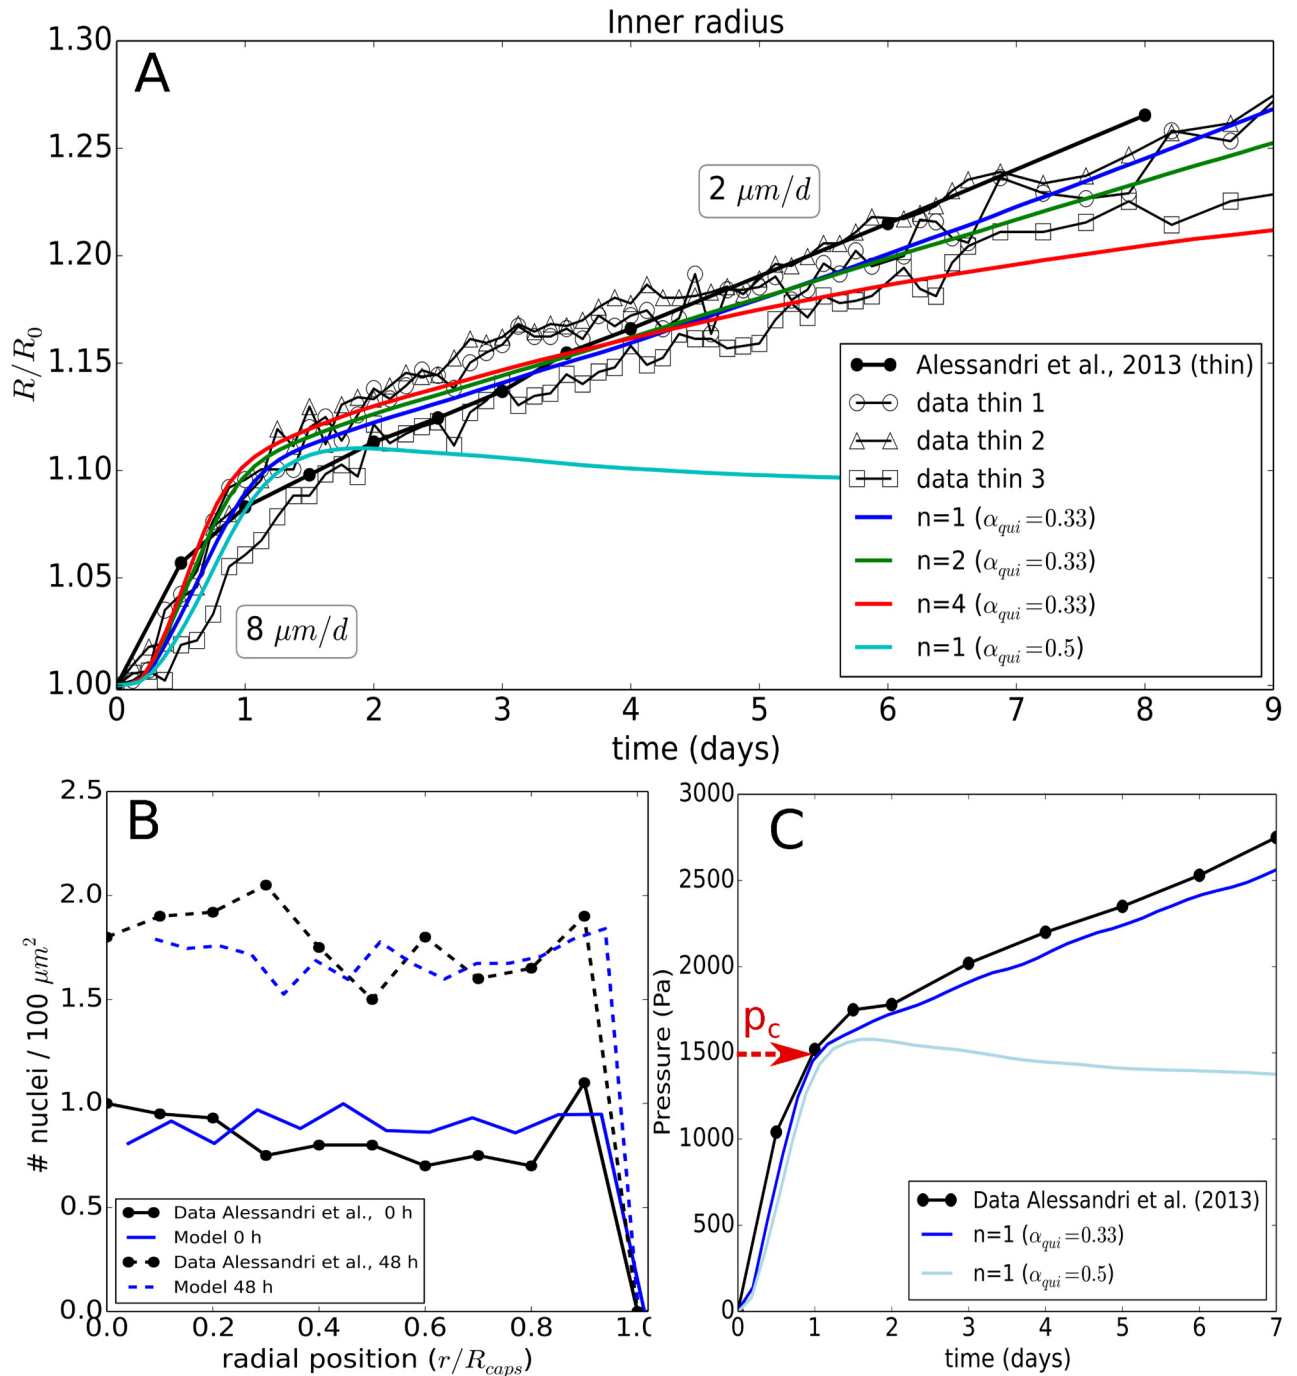 Inner radius
A
1.30
1.25
1.20
1.15
1.10
1.05
1.00
R/R0
2 μm/d
8 μm/d
Alessandri et al., 2013 (thin)
data thin 1
data thin 2
data thin 3
n=1 (αqui=0.33)
n=2 (αqui=0.33)
n=4 (αqui=0.33)
n=1 (αqui=0.5)
0 1 2 3 4 5 6 7 8 9
time (days)
B
2.5
2.0
1.5
1.0
0.5
0.0
# nuclei / 100 μm²
Data Alessandri et al., 0 h
Model 0 h
Data Alessandri et al., 48 h
Model 48 h
0.0 0.2 0.4 0.6 0.8 1.0
radial position (r/Rcaps)
C
3000
2500
2000
1500
1000
500
0
Pressure (Pa)
pc
Data Alessandri et al. (2013)
n=1 (αqui=0.33)
n=1 (αqui=0.5)
0 1 2 3 4 5 6 7
time (days)